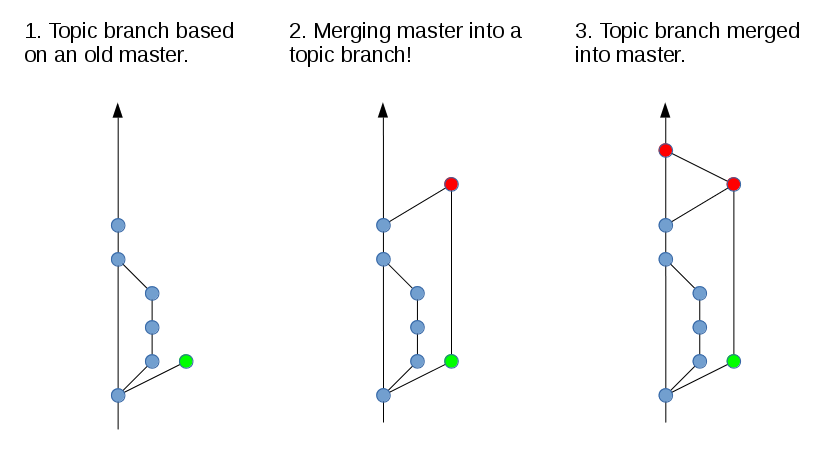 1. Topic branch based
on an old master.
2. Merging master into a
topic branch!
3. Topic branch merged
into master.